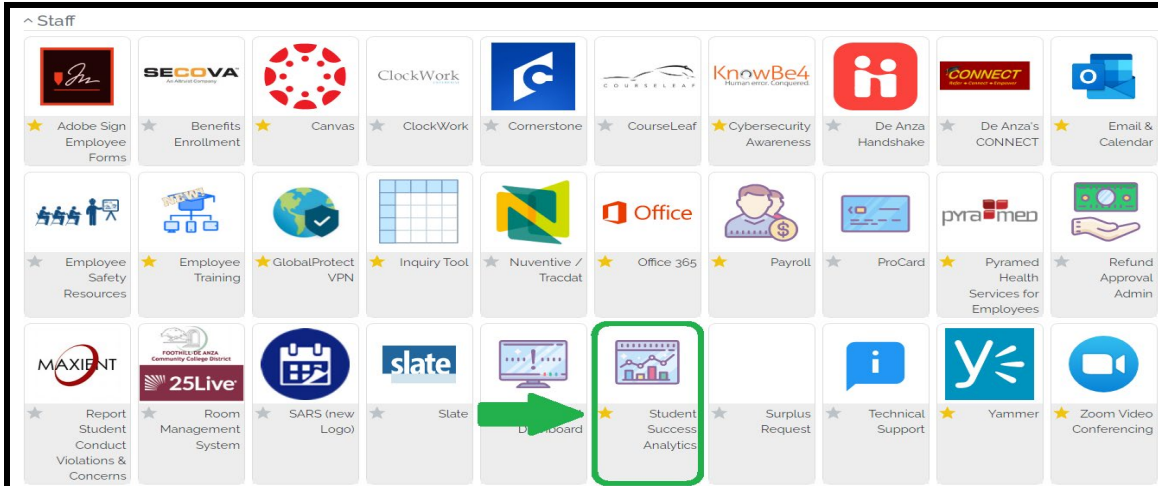 ^ Staff
SECOVA
An Alliant Company
ClockWork
COURSELEAF
KnowBe4
Human error. Conquered.
CONNECT
Adobe Sign
Employee
Forms
Benefits
Enrollment
Canvas
ClockWork
Cornerstone
CourseLeaf
Cybersecurity
Awareness
De Anza
Handshake
De Anza's
CONNECT
Email &
Calendar
NEWS
Office
pyramed
Employee
Safety
Resources
Employee
Training
GlobalProtect
VPN
Inquiry Tool
Nuventive /
Tracdat
Office 365
Payroll
ProCard
Pyramed
Health
Services for
Employees
Refund
Approval
Admin
MAXIENT
FOOTHILL-DE ANZA
Community College District
25Live
slate
Report
Student
Conduct
Violations &
Concerns
Room
Management
System
SARS (new
Logo)
Slate
Student
Success
Analytics
Surplus
Request
Technical
Support
Yammer
Zoom Video
Conferencing